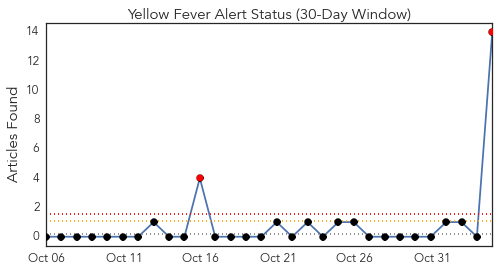 Yellow Fever Alert Status (30-Day Window)
Articles Found
14
12
10
8
6
4
2
0
Oct 06 Oct 11 Oct 16 Oct 21 Oct 26 Oct 31